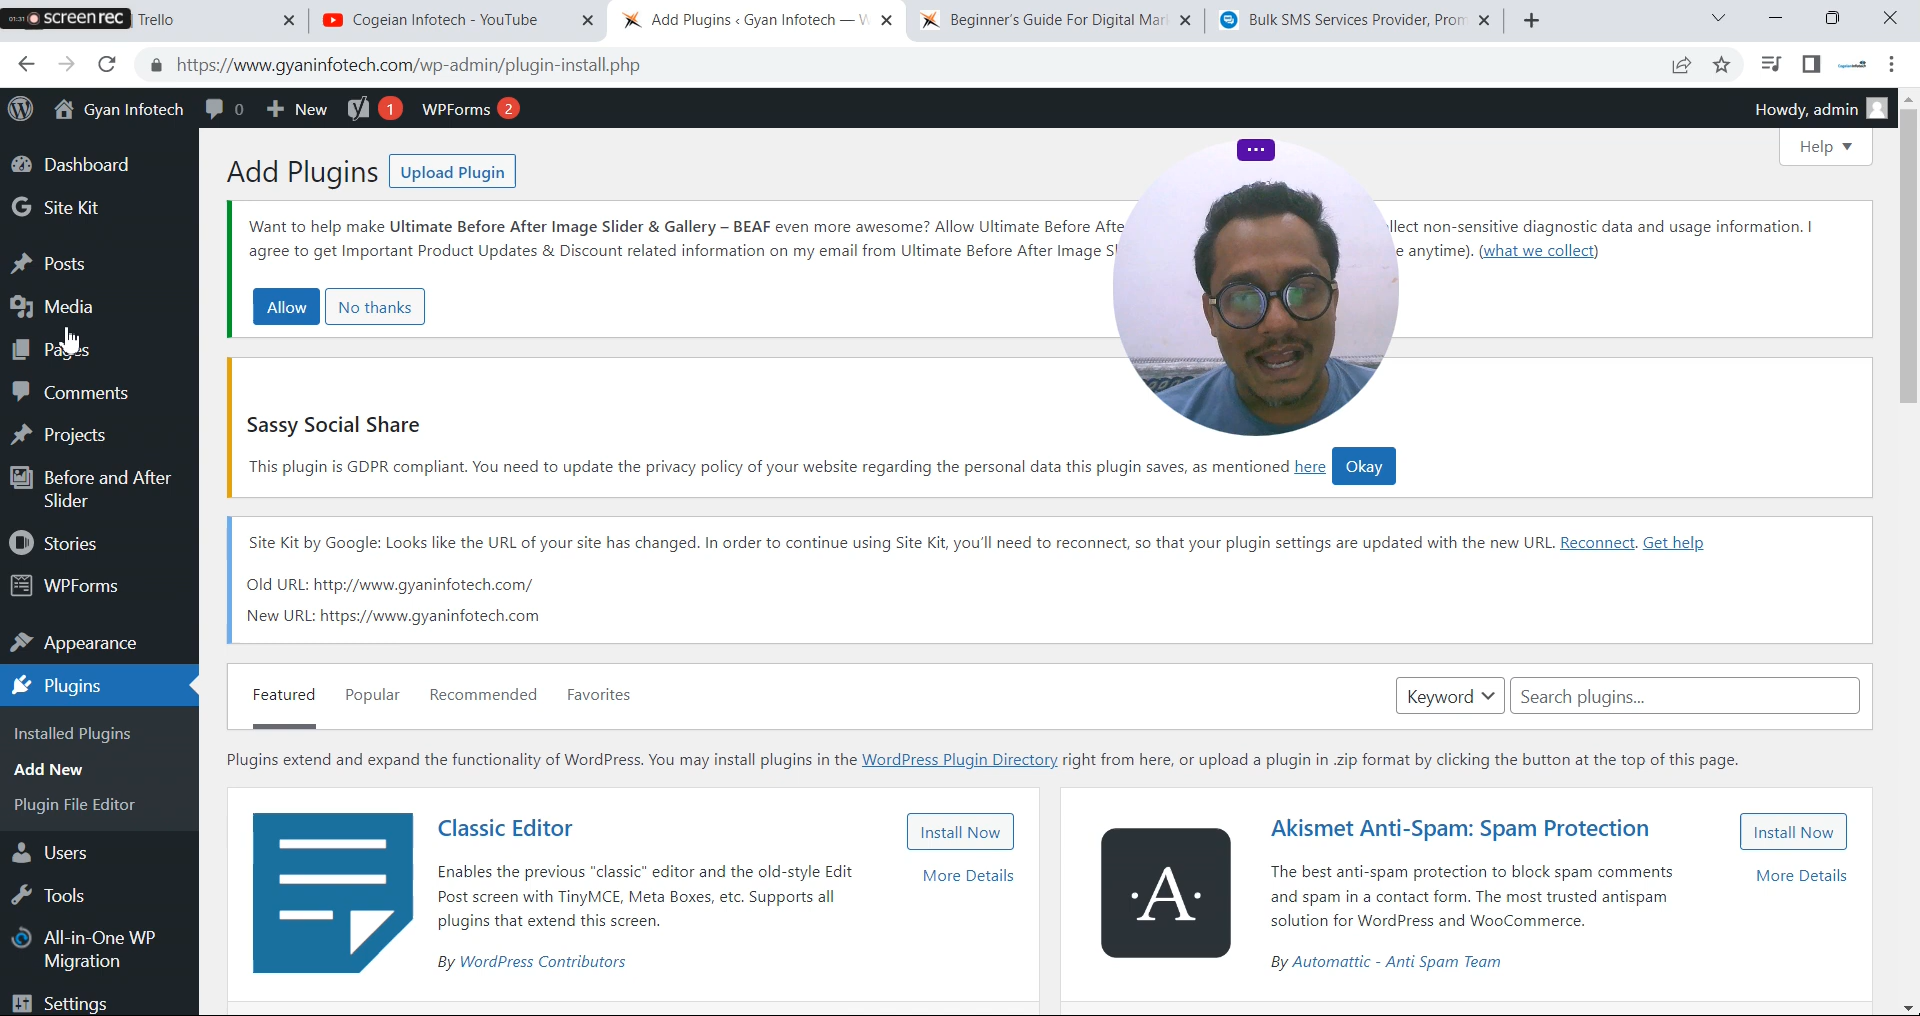 01:31 screen rec Trello
Cogeian Infotech - YouTube
Add Plugins ‹ Gyan Infotech — W
Beginner's Guide For Digital Mar
Bulk SMS Services Provider, Prom
https://www.gyaninfotech.com/wp-admin/plugin-install.php
Gyan Infotech 0 New 1 WPForms 2
Howdy, admin
Dashboard
Site Kit
Posts
Media
Pages
Comments
Projects
Before and After
Slider
Stories
WPForms
Appearance
Plugins
Installed Plugins
Add New
Plugin File Editor
Users
Tools
All-in-One WP
Migration
Settings
Add Plugins Upload Plugin
Help
Want to help make Ultimate Before After Image Slider & Gallery – BEAF even more awesome? Allow Ultimate Before Afte llect non-sensitive diagnostic data and usage information. I
agree to get Important Product Updates & Discount related information on my email from Ultimate Before After Image Sl e anytime). (what we collect)
Allow No thanks
Sassy Social Share
This plugin is GDPR compliant. You need to update the privacy policy of your website regarding the personal data this plugin saves, as mentioned here Okay
Site Kit by Google: Looks like the URL of your site has changed. In order to continue using Site Kit, you'll need to reconnect, so that your plugin settings are updated with the new URL. Reconnect. Get help
Old URL: http://www.gyaninfotech.com/
New URL: https://www.gyaninfotech.com
Featured Popular Recommended Favorites
Keyword Search plugins...
Plugins extend and expand the functionality of WordPress. You may install plugins in the WordPress Plugin Directory right from here, or upload a plugin in .zip format by clicking the button at the top of this page.
Classic Editor
Install Now
More Details
Enables the previous "classic" editor and the old-style Edit
Post screen with TinyMCE, Meta Boxes, etc. Supports all
plugins that extend this screen.
By WordPress Contributors
·A·
Akismet Anti-Spam: Spam Protection
Install Now
More Details
The best anti-spam protection to block spam comments
and spam in a contact form. The most trusted antispam
solution for WordPress and WooCommerce.
By Automattic - Anti Spam Team